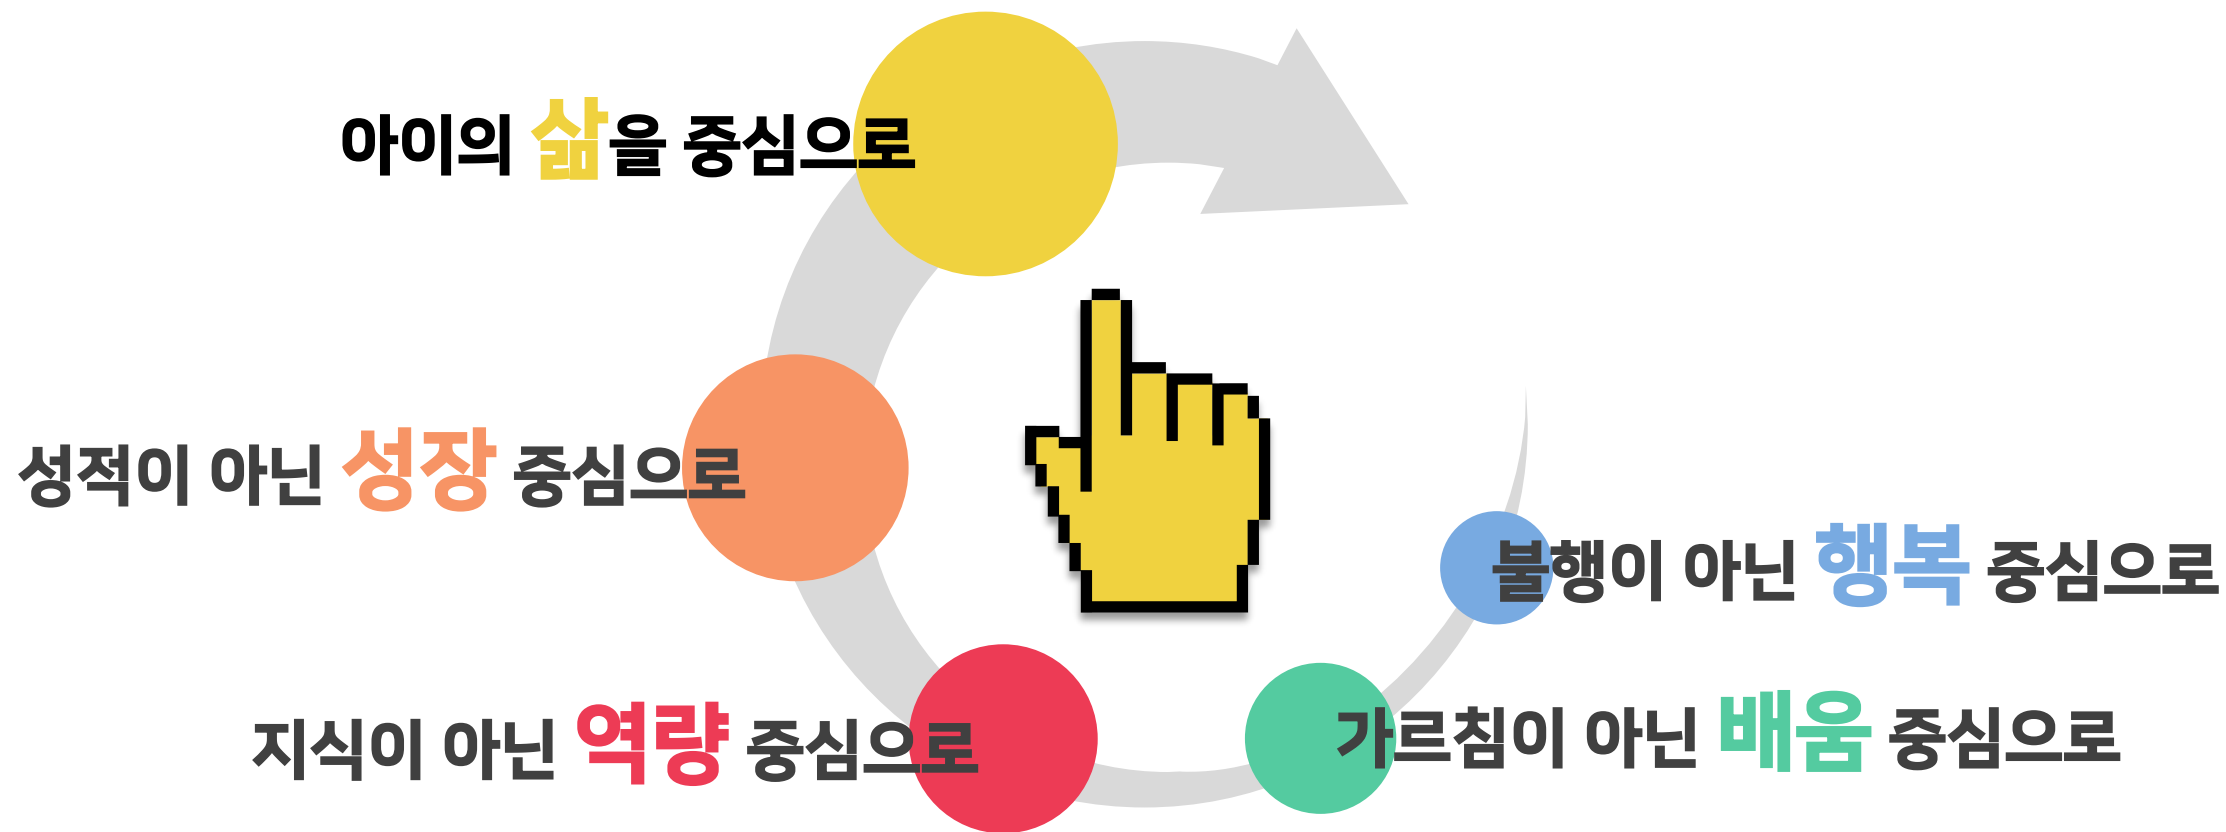 아이의 삶을 중심으로
성적이 아닌 성장 중심으로
불행이 아닌 행복 중심으로
지식이 아닌 역량 중심으로
가르침이 아닌 배움 중심으로